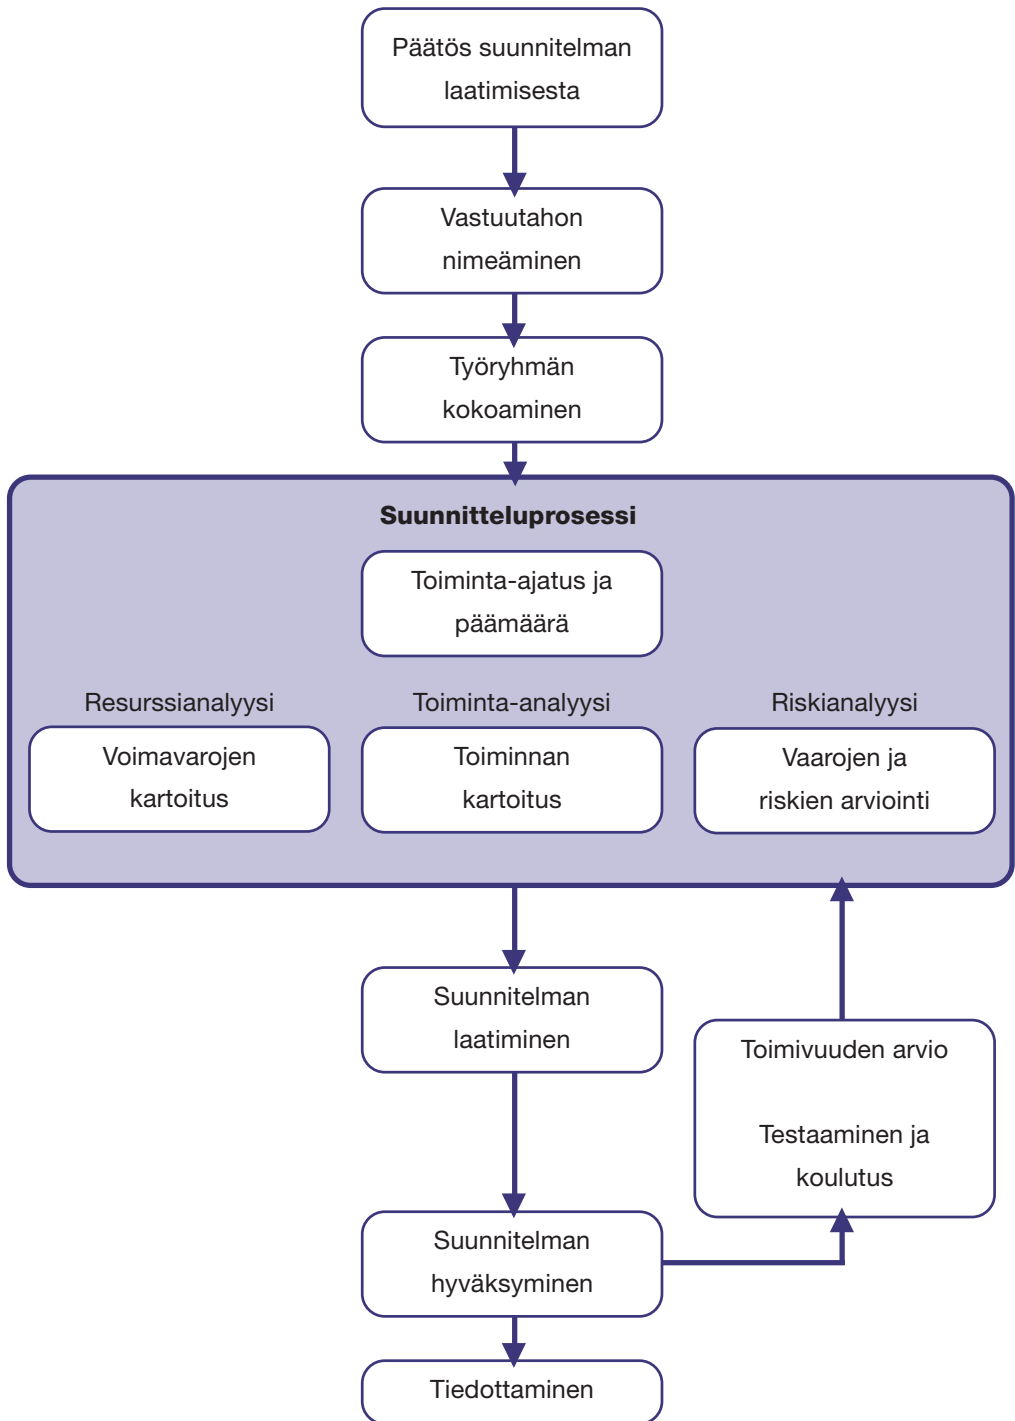 Päätös suunnitelman
laatimisesta
Vastuutahon
nimeäminen
Työryhmän
kokoaminen
Suunnitteluprosessi
Toiminta-ajatus ja
päämäärä
Resurssianalyysi
Voimavarojen
kartoitus
Toiminta-analyysi
Toiminnan
kartoitus
Riskianalyysi
Vaarojen ja
riskien arviointi
Suunnitelman
laatiminen
Toimivuuden arvio
Testaaminen ja
koulutus
Suunnitelman
hyväksyminen
Tiedottaminen